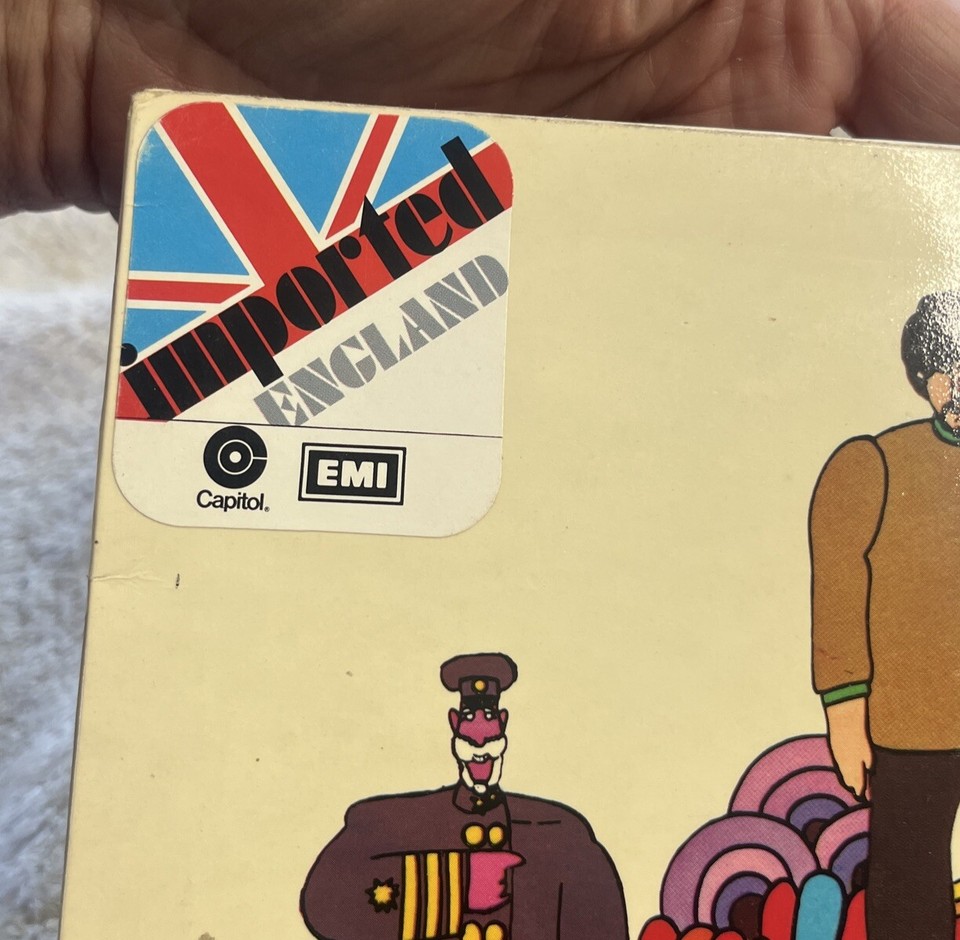 imported
ENGLAND
Capitol®
EMI